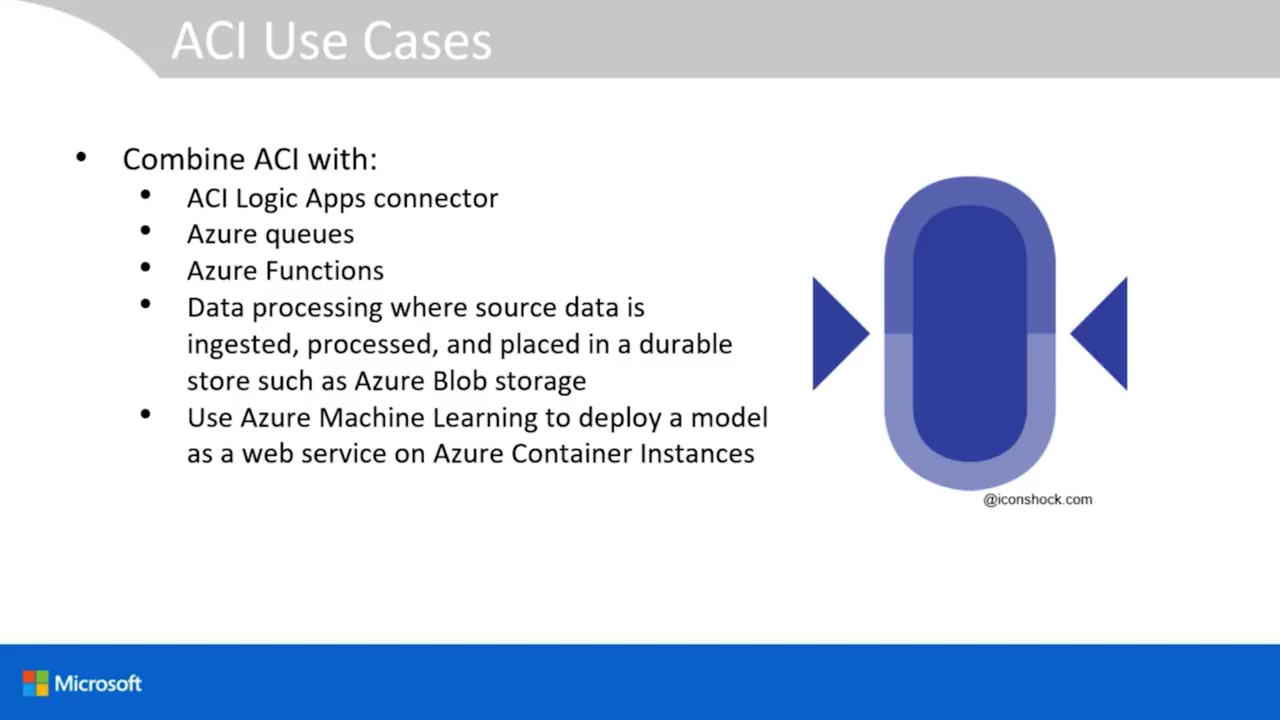 ACI Use Cases
• Combine ACI with:
• ACI Logic Apps connector
• Azure queues
• Azure Functions
• Data processing where source data is
ingested, processed, and placed in a durable
store such as Azure Blob storage
• Use Azure Machine Learning to deploy a model
as a web service on Azure Container Instances
@iconshock.com
Microsoft